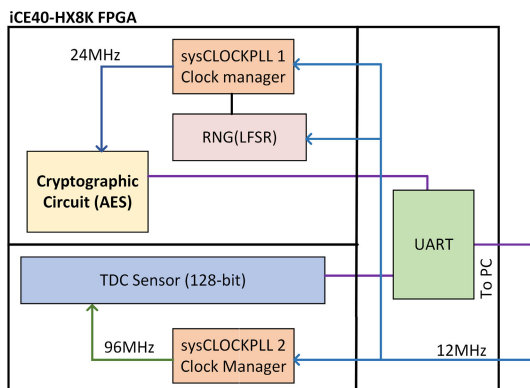 iCE40-HX8K FPGA
24MHz
sysCLOCKPLL 1
Clock manager
RNG(LFSR)
Cryptographic
Circuit (AES)
UART
To PC
TDC Sensor (128-bit)
96MHz
sysCLOCKPLL 2
Clock Manager
12MHz